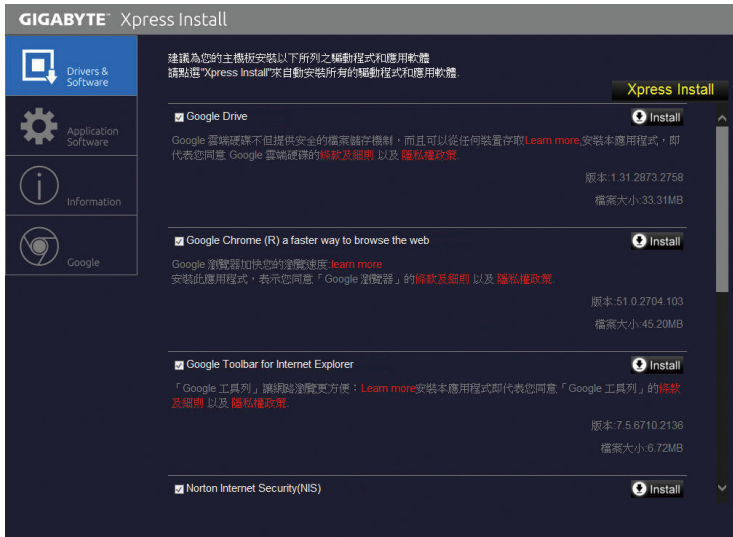 GIGABYTE™ Xpress Install
Drivers &
Software
Application
Software
Information
Google
建議為您的主機板安裝以下所列之驅動程式和應用軟體
請點選"Xpress Install"來自動安裝所有的驅動程式和應用軟體.
Xpress Install
Google Drive
Install
Google 雲端硬碟不但提供安全的檔案儲存機制，而且可以從任何裝置存取Learn more.安裝本應用程式，即
代表您同意 Google 雲端硬碟的條款及細則 以及 隱私權政策.
版本:1.31.2873.2758
檔案大小:33.31MB
Google Chrome (R) a faster way to browse the web
Install
Google 瀏覽器加快您的瀏覽速度:learn more
安裝此應用程式，表示您同意「Google 瀏覽器」的條款及細則 以及 隱私權政策.
版本:51.0.2704.103
檔案大小:45.20MB
Google Toolbar for Internet Explorer
Install
「Google 工具列」讓網路瀏覽更方便：Learn more安裝本應用程式即代表您同意「Google 工具列」的條款
及細則 以及 隱私權政策.
版本:7.5.6710.2136
檔案大小:6.72MB
Norton Internet Security(NIS)
Install